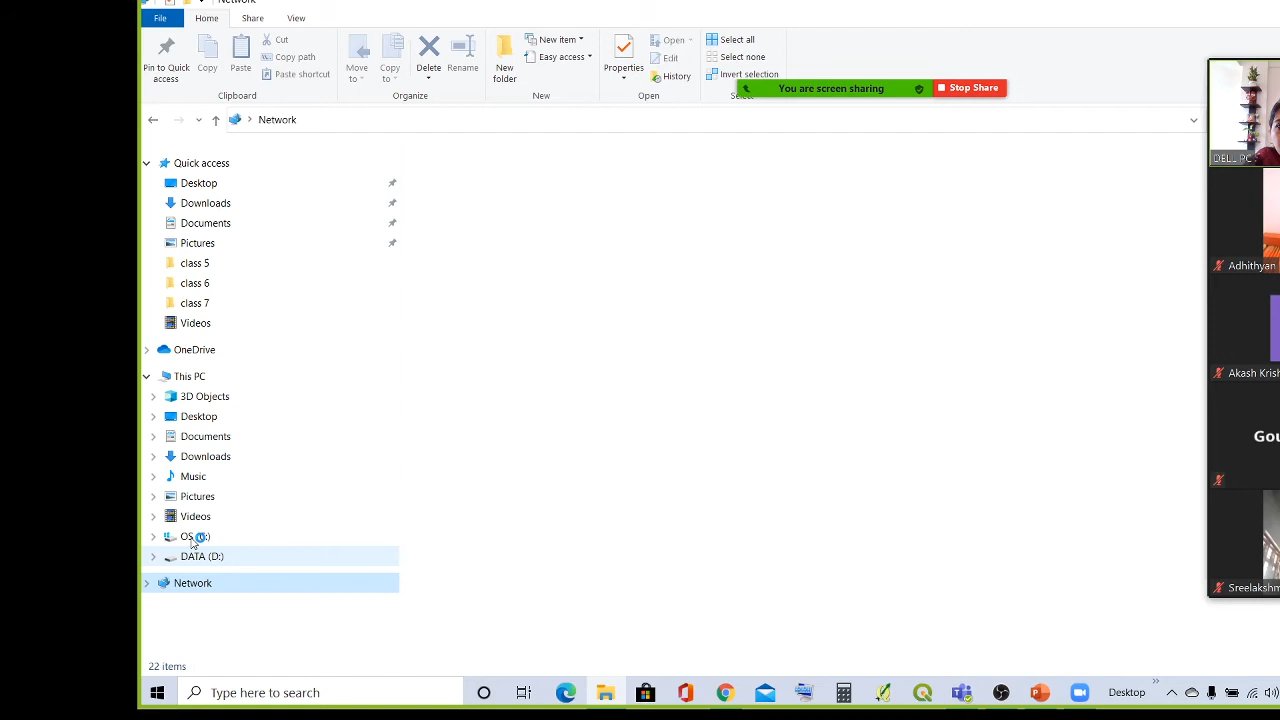 Network
File Home Share View
Pin to Quick access
Copy
Paste
Cut
Copy path
Paste shortcut
Move to
Copy to
Delete
Rename
New folder
New item
Easy access
Properties
Open
Edit
History
Select all
Select none
Invert selection
Organize
New
Open
You are screen sharing
Stop Share
Network
Quick access
Desktop
Downloads
Documents
Pictures
class 5
class 6
class 7
Videos
OneDrive
This PC
3D Objects
Desktop
Documents
Downloads
Music
Pictures
Videos
DATA (D:)
Network
22 items
DELL PC
Adhithyan
Akash Krish
Gou
Sreelakshm
Type here to search
Desktop